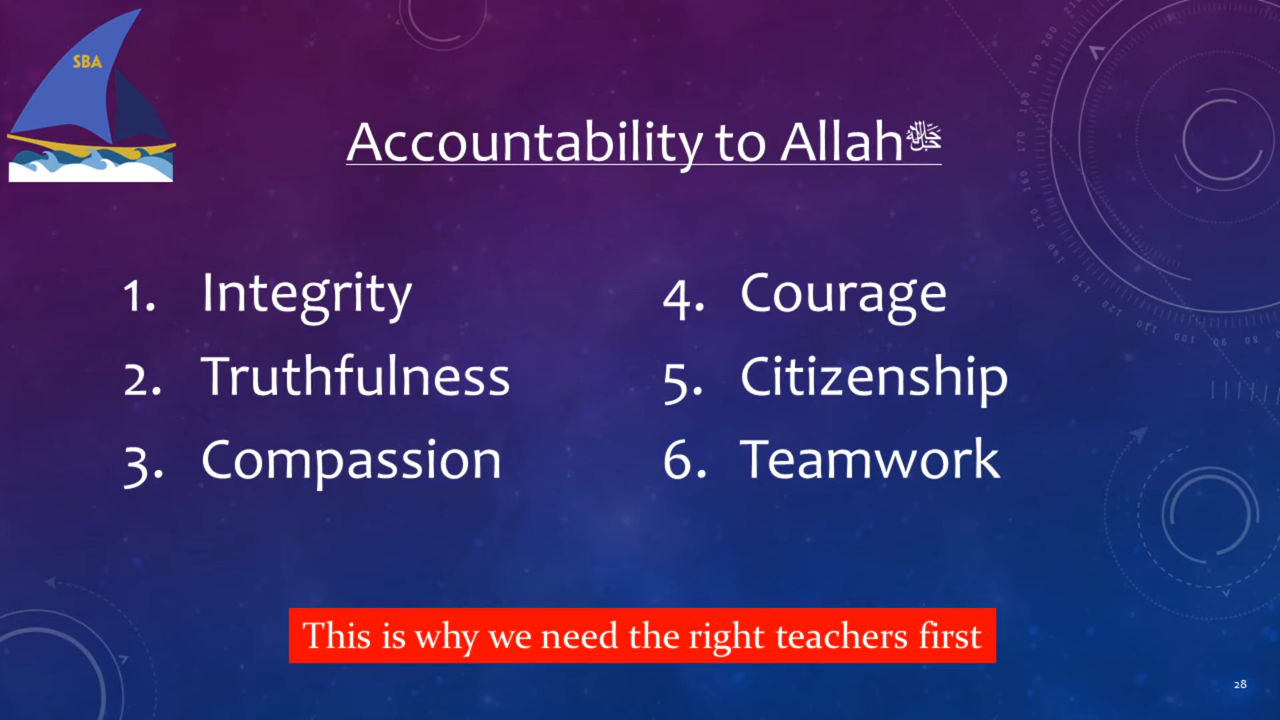 SBA
Accountability to Allah ﷻ
1. Integrity
2. Truthfulness
3. Compassion
4. Courage
5. Citizenship
6. Teamwork
This is why we need the right teachers first
28